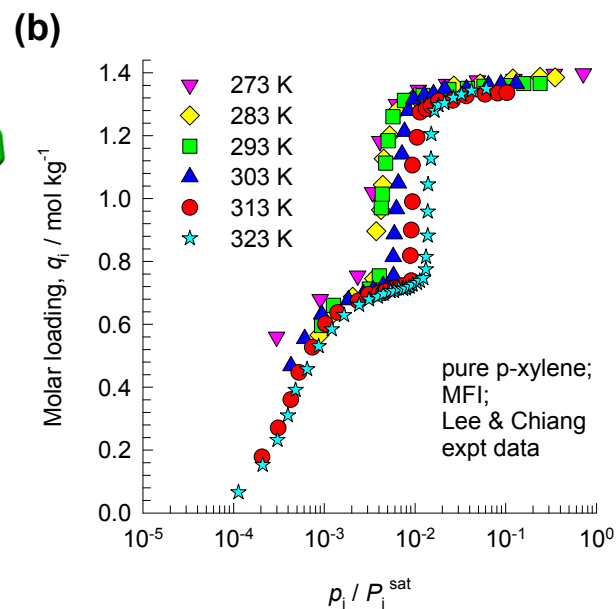 (b)
1.4
1.2
1.0
0.8
0.6
0.4
0.2
0.0
Molar loading, qᵢ / mol kg⁻¹
273 K
283 K
293 K
303 K
313 K
323 K
pure p-xylene;
MFI;
Lee & Chiang
expt data
10⁻⁵ 10⁻⁴ 10⁻³ 10⁻² 10⁻¹ 10⁰
pᵢ / Pᵢ ˢᵃᵗ